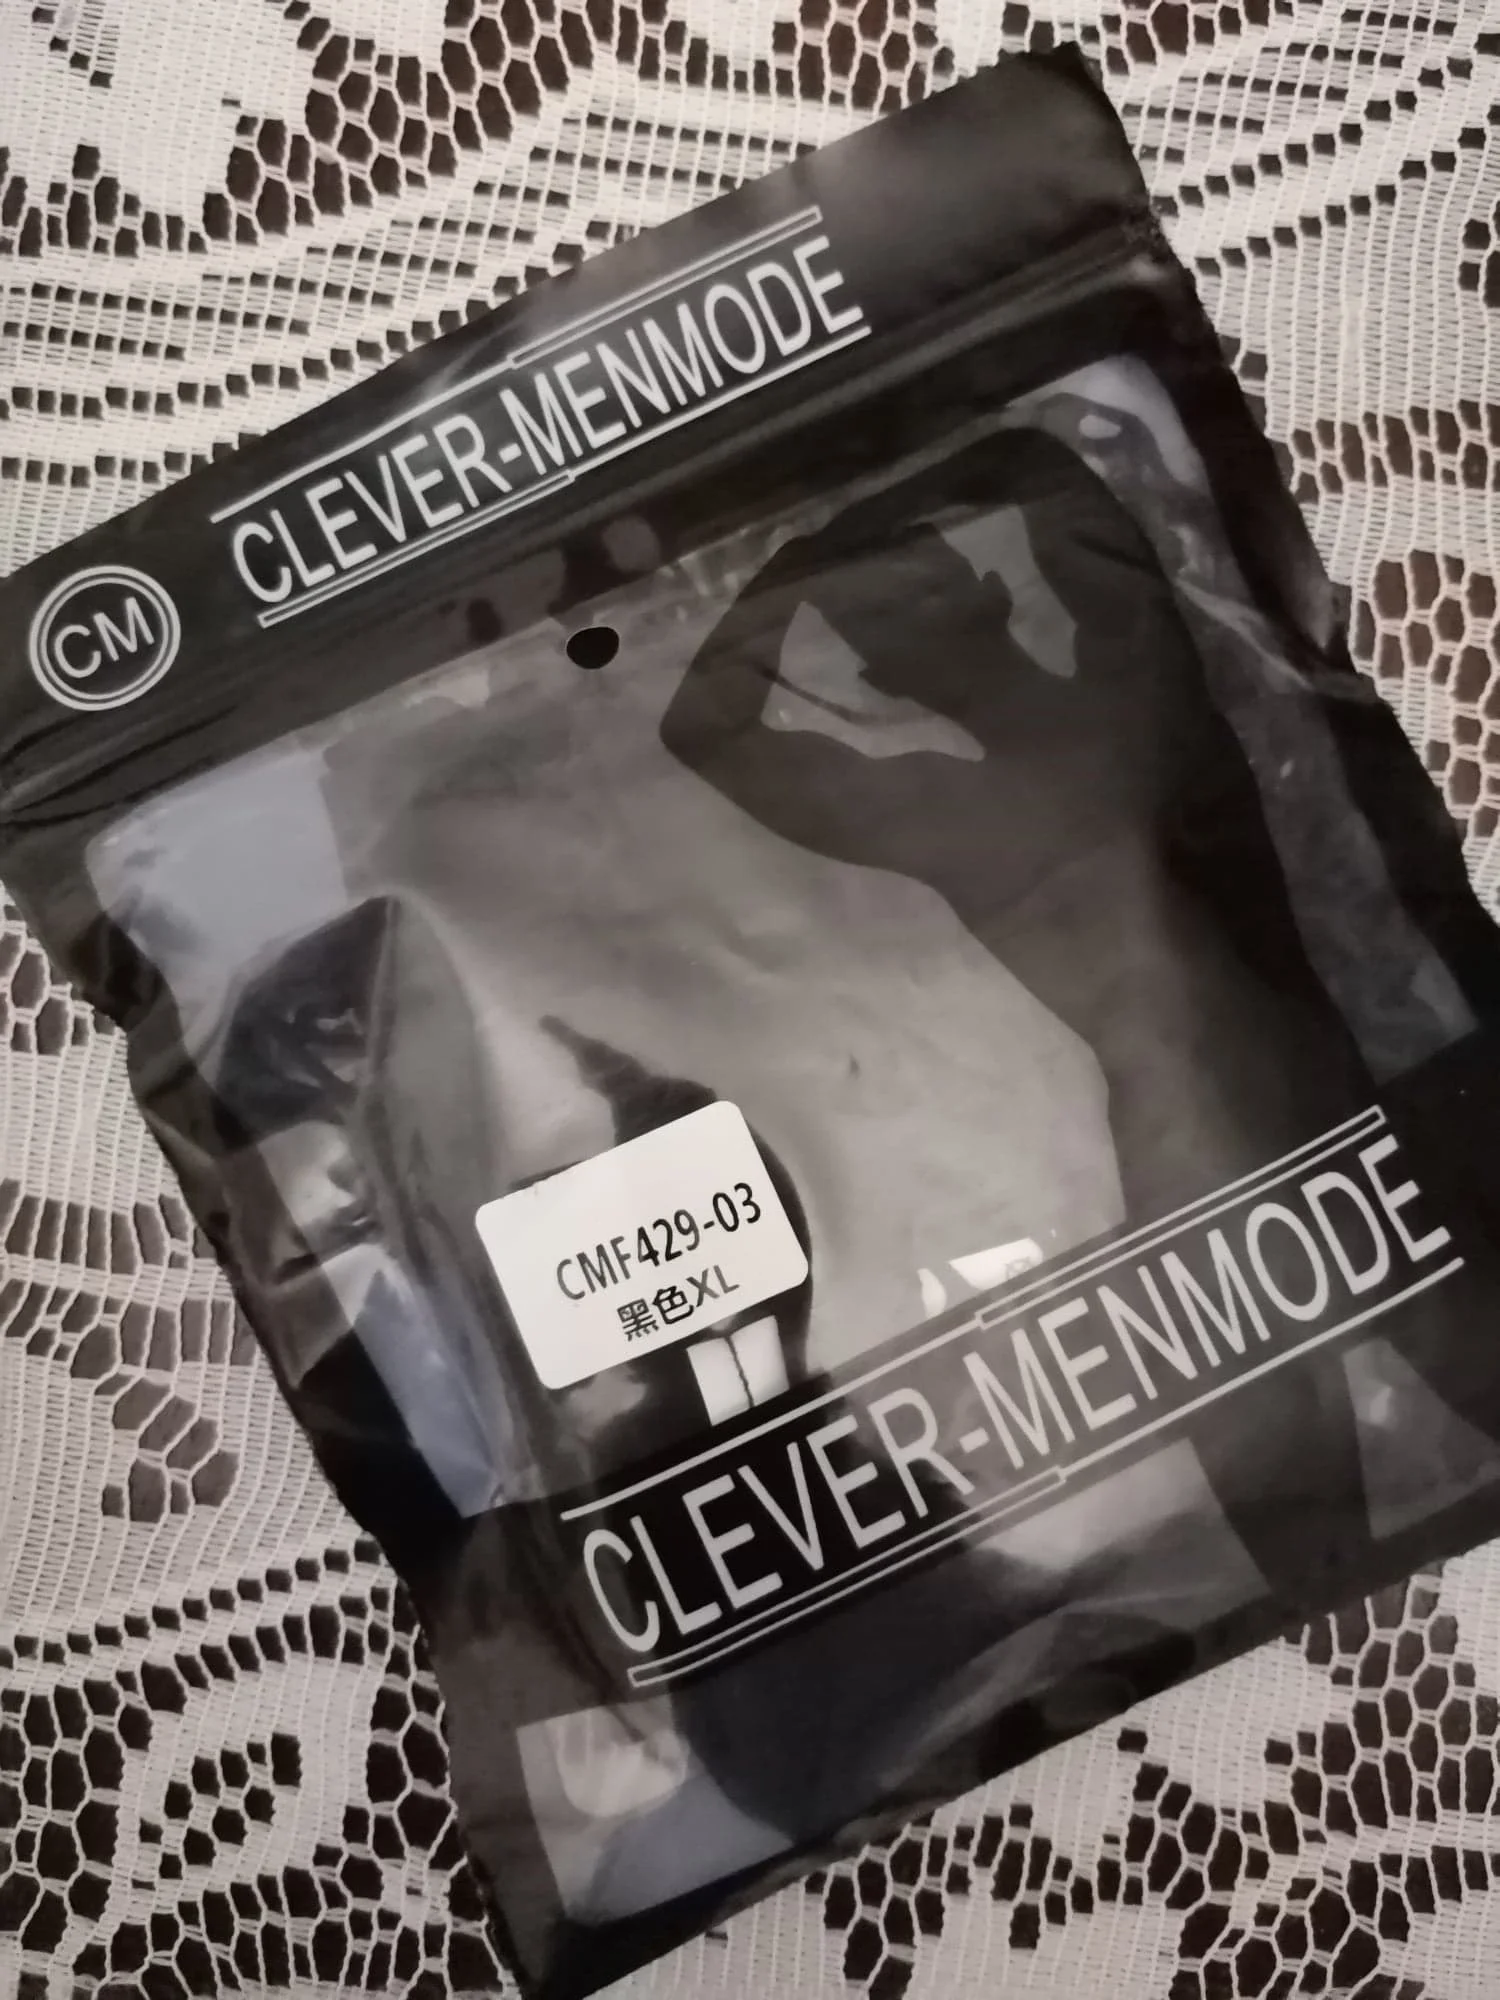 CLEVER-MENMODE
CM
CMF429-03
黑色XL
CLEVER-MENMODE